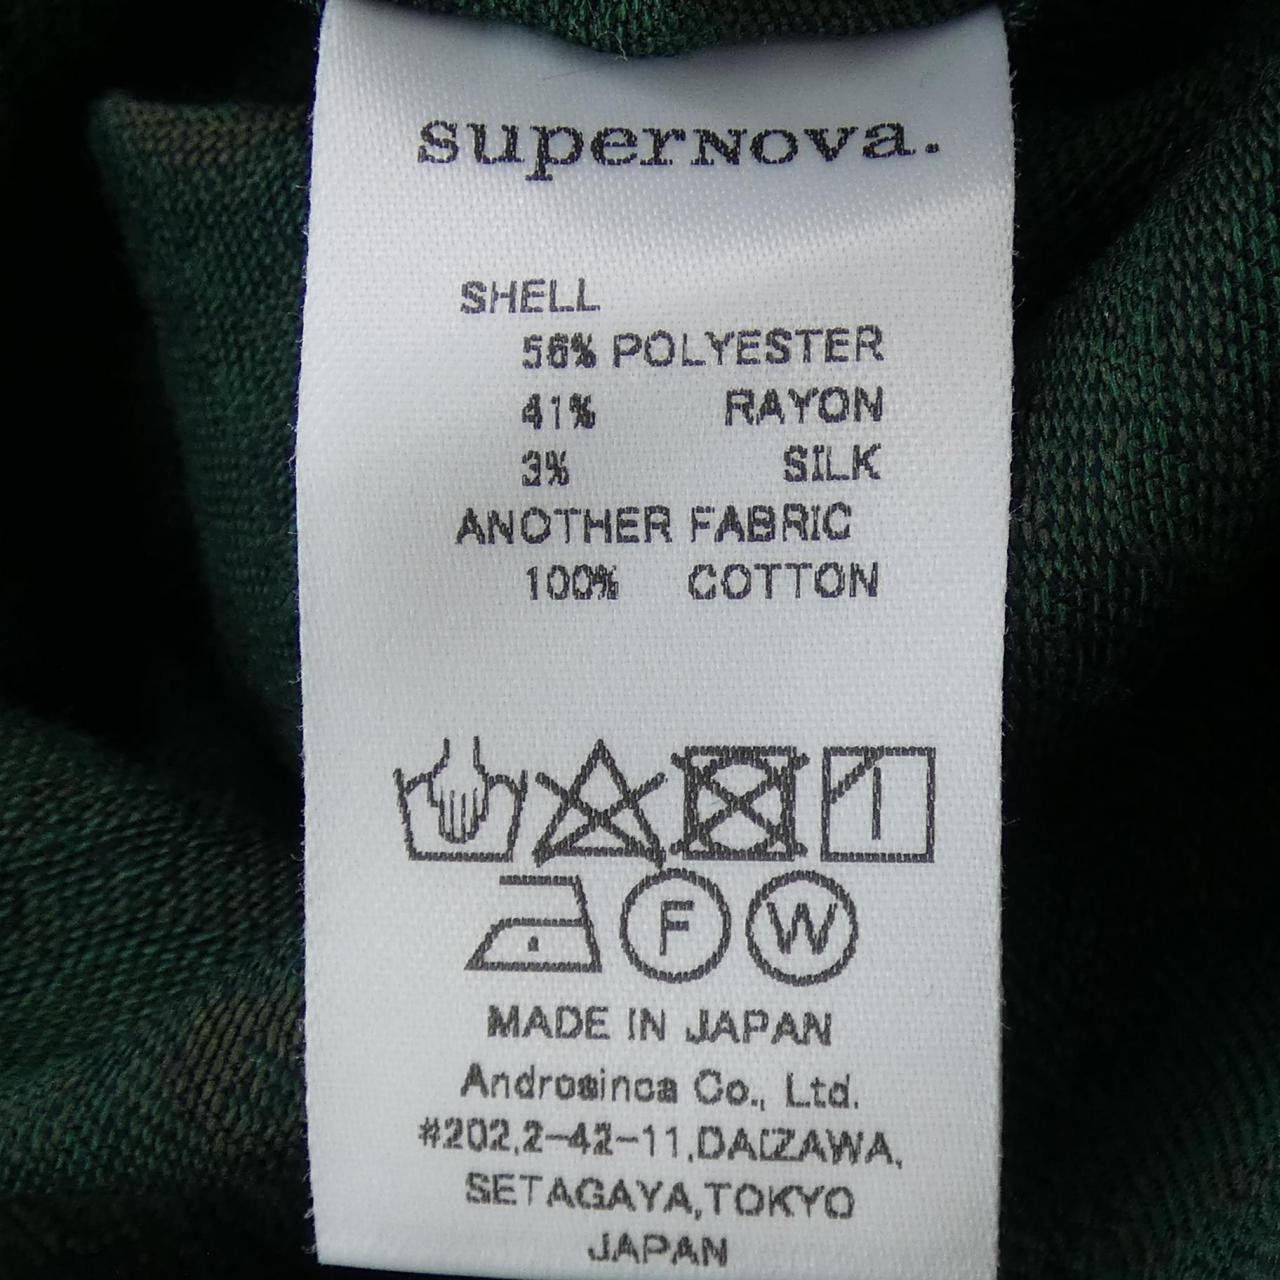 supernova.
SHELL
56% POLYESTER
41% RAYON
3% SILK
ANOTHER FABRIC
100% COTTON
F W
MADE IN JAPAN
Androsinca Co., Ltd.
#202,2-42-11,DAIZAWA,
SETAGAYA,TOKYO
JAPAN